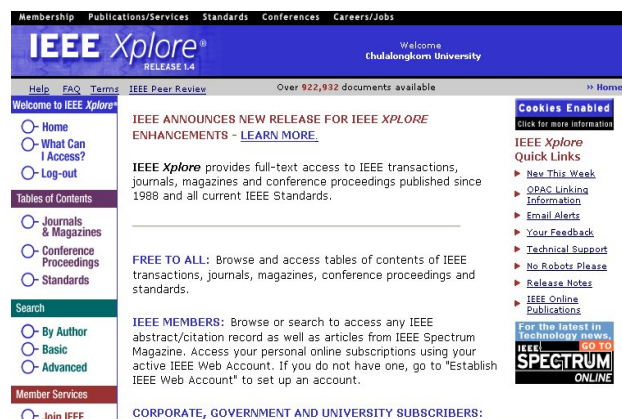 Membership Publications/Services Standards Conferences Careers/Jobs
IEEE Xplore®
RELEASE 1.4
Welcome
Chulalongkorn University
Help FAQ Terms IEEE Peer Review
Over 922,932 documents available
» Home
Welcome to IEEE Xplore®
Home
What Can
I Access?
Log-out
Tables of Contents
Journals
& Magazines
Conference
Proceedings
Standards
Search
By Author
Basic
Advanced
Member Services
Join IEEE
IEEE ANNOUNCES NEW RELEASE FOR IEEE XPLORE
ENHANCEMENTS - LEARN MORE.
IEEE Xplore provides full-text access to IEEE transactions,
journals, magazines and conference proceedings published since
1988 and all current IEEE Standards.
FREE TO ALL: Browse and access tables of contents of IEEE
transactions, journals, magazines, conference proceedings and
standards.
IEEE MEMBERS: Browse or search to access any IEEE
abstract/citation record as well as articles from IEEE Spectrum
Magazine. Access your personal online subscriptions using your
active IEEE Web Account. If you do not have one, go to "Establish
IEEE Web Account" to set up an account.
CORPORATE, GOVERNMENT AND UNIVERSITY SUBSCRIBERS:
Cookies Enabled
Click for more information
IEEE Xplore
Quick Links
New This Week
OPAC Linking
Information
Email Alerts
Your Feedback
Technical Support
No Robots Please
Release Notes
IEEE Online
Publications
For the latest in
Technology news,
IEEE GO TO
SPECTRUM
ONLINE